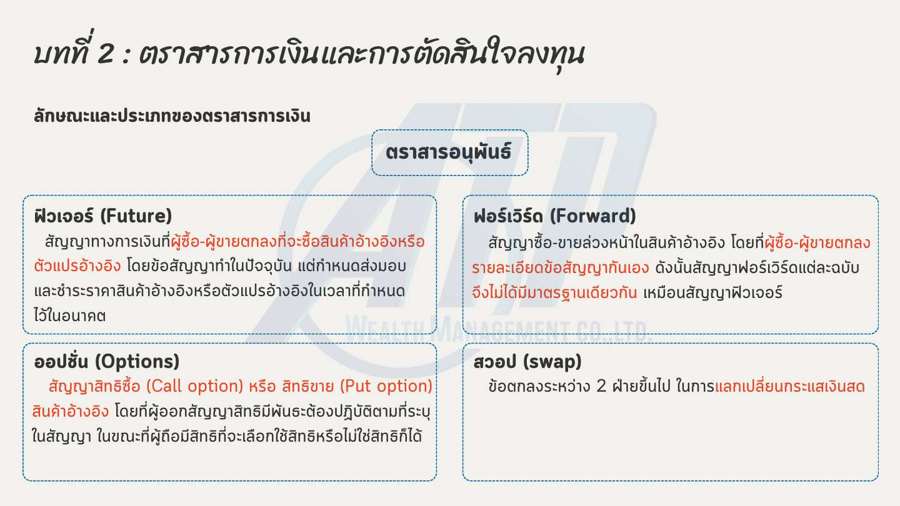 บทที่ 2 : ตราสารการเงินและการตัดสินใจลงทุน
ลักษณะและประเภทของตราสารการเงิน
ตราสารอนุพันธ์
ฟิวเจอร์ (Future)
สัญญาทางการเงินที่ผู้ซื้อ-ผู้ขายตกลงที่จะซื้อสินค้าอ้างอิงหรือ
ตัวแปรอ้างอิง โดยข้อสัญญาทำในปัจจุบัน แต่กำหนดส่งมอบ
และชำระราคาสินค้าอ้างอิงหรือตัวแปรอ้างอิงในเวลาที่กำหนด
ไว้ในอนาคต
ฟอร์เวิร์ด (Forward)
สัญญาซื้อ-ขายล่วงหน้าในสินค้าอ้างอิง โดยที่ผู้ซื้อ-ผู้ขายตกลง
รายละเอียดข้อสัญญากันเอง ดังนั้นสัญญาฟอร์เวิร์ดแต่ละฉบับ
จึงไม่ได้มีมาตรฐานเดียวกัน เหมือนสัญญาฟิวเจอร์
ออปชั่น (Options)
สัญญาสิทธิซื้อ (Call option) หรือ สิทธิขาย (Put option)
สินค้าอ้างอิง โดยที่ผู้ออกสัญญาสิทธิมีพันธะต้องปฏิบัติตามที่ระบุ
ในสัญญา ในขณะที่ผู้ถือมีสิทธิที่จะเลือกใช้สิทธิหรือไม่ใช่สิทธิก็ได้
สวอป (swap)
ข้อตกลงระหว่าง 2 ฝ่ายขึ้นไป ในการแลกเปลี่ยนกระแสเงินสด
WEALTH MANAGEMENT CO.,LTD.